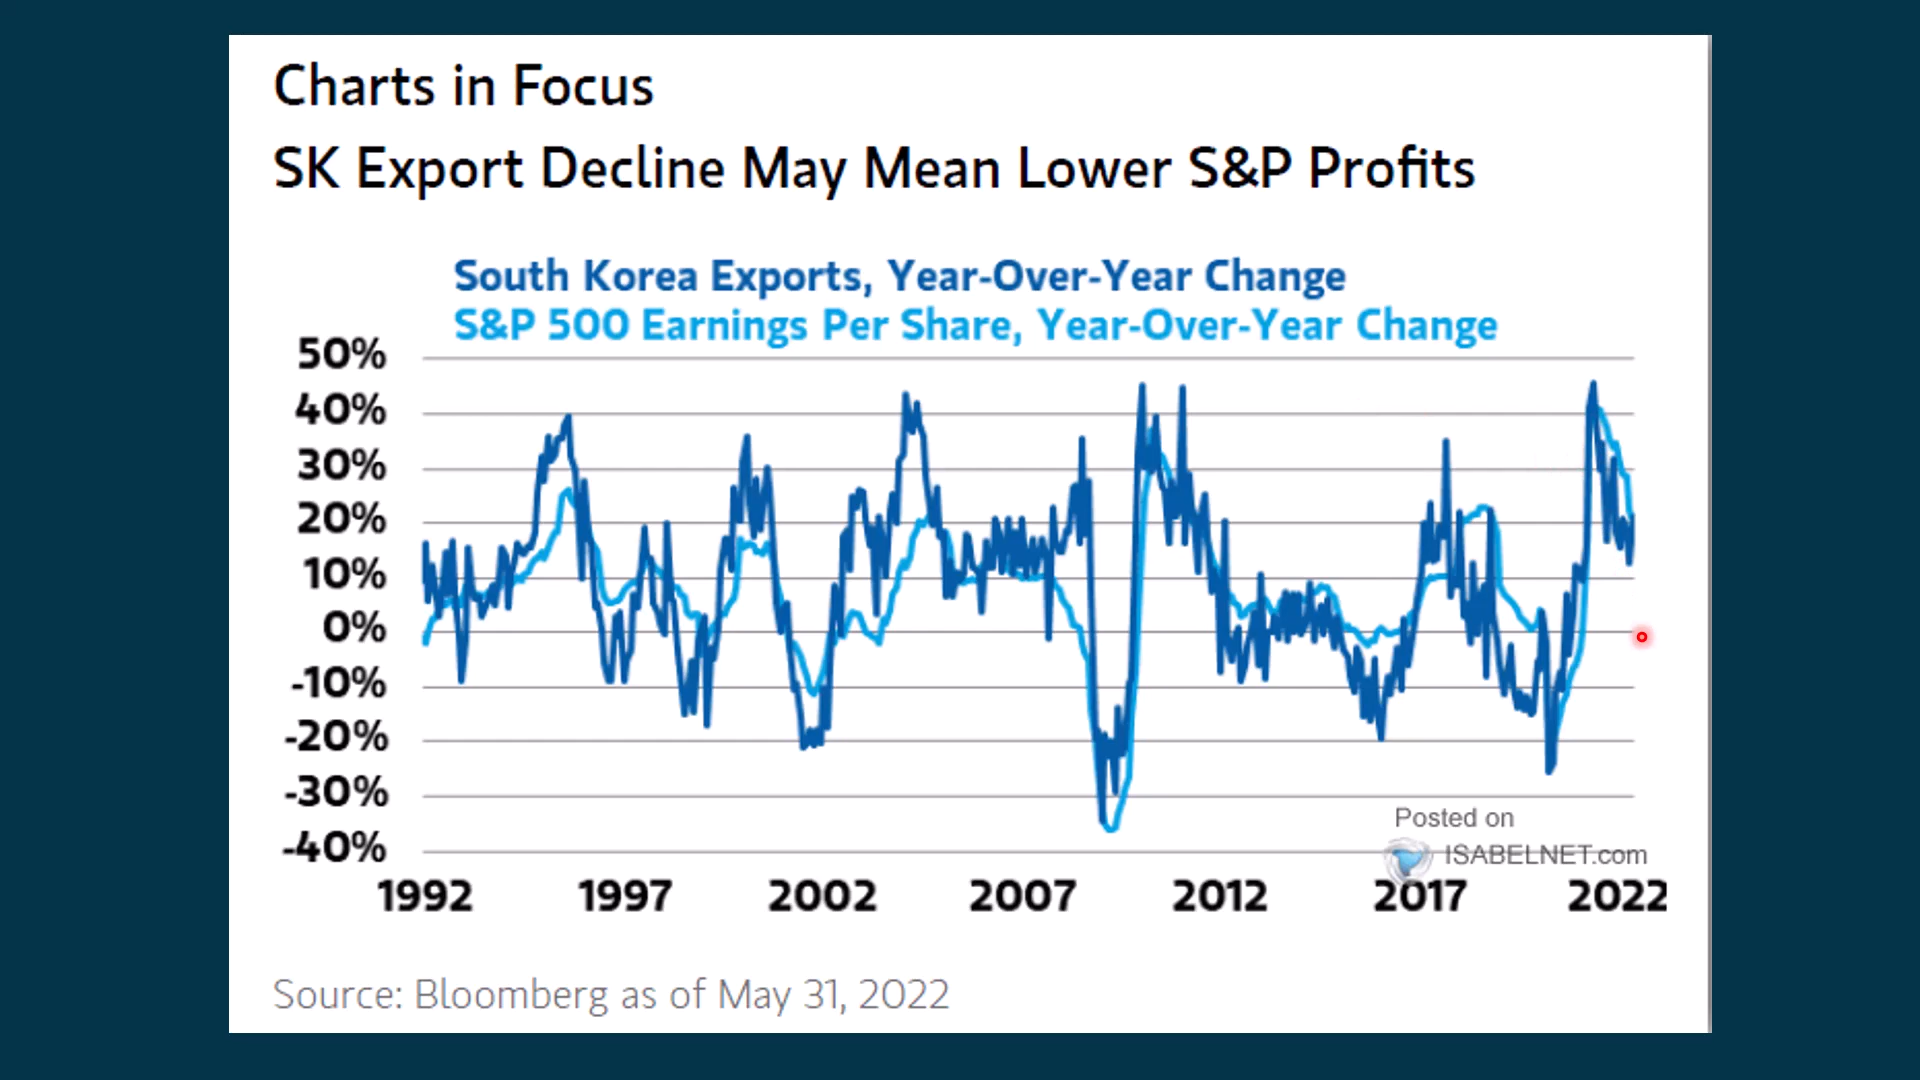 Charts in Focus
SK Export Decline May Mean Lower S&P Profits
South Korea Exports, Year-Over-Year Change
S&P 500 Earnings Per Share, Year-Over-Year Change
50%
40%
30%
20%
10%
0%
-10%
-20%
-30%
-40%
Posted on
ISABELNET.com
1992 1997 2002 2007 2012 2017 2022
Source: Bloomberg as of May 31, 2022